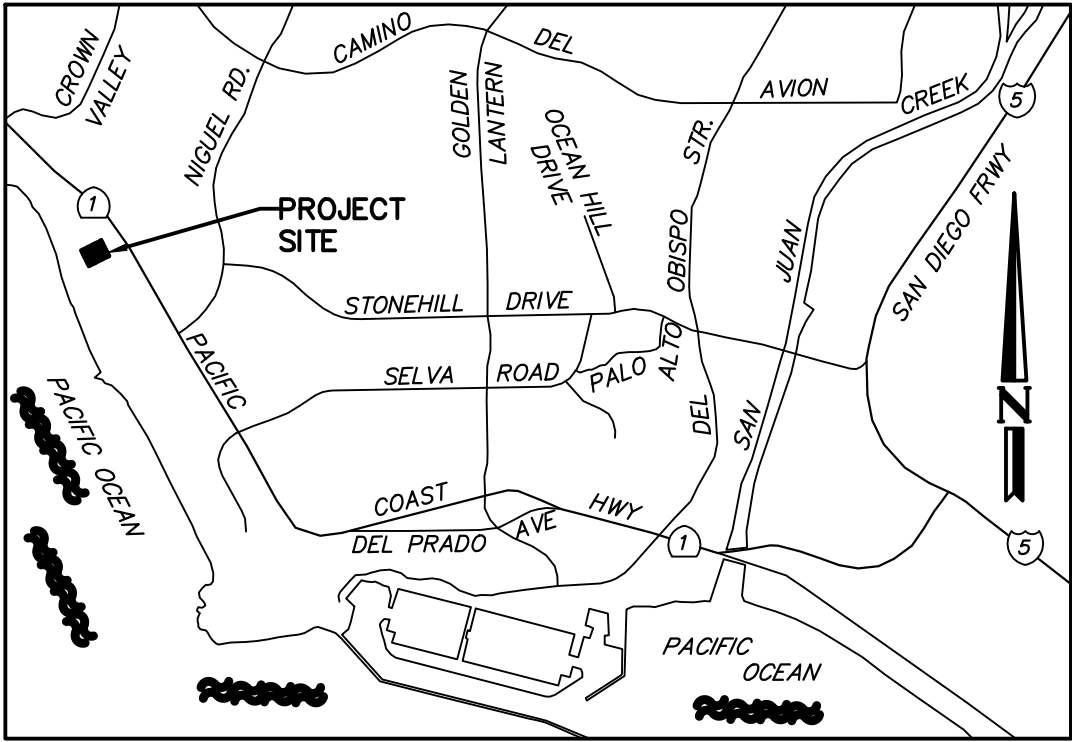 CROWN
VALLEY
NIGUEL RD.
CAMINO
DEL
AVION
GOLDEN
LANTERN
OCEAN HILL
DRIVE
STR.
OBISPO
DEL
CREEK
JUAN
SAN
5
SAN DIEGO FRWY
1
PROJECT
SITE
STONEHILL DRIVE
PACIFIC
SELVA ROAD
PALO
ALTO
PACIFIC OCEAN
N
COAST
HWY
DEL PRADO
AVE
1
5
PACIFIC
OCEAN